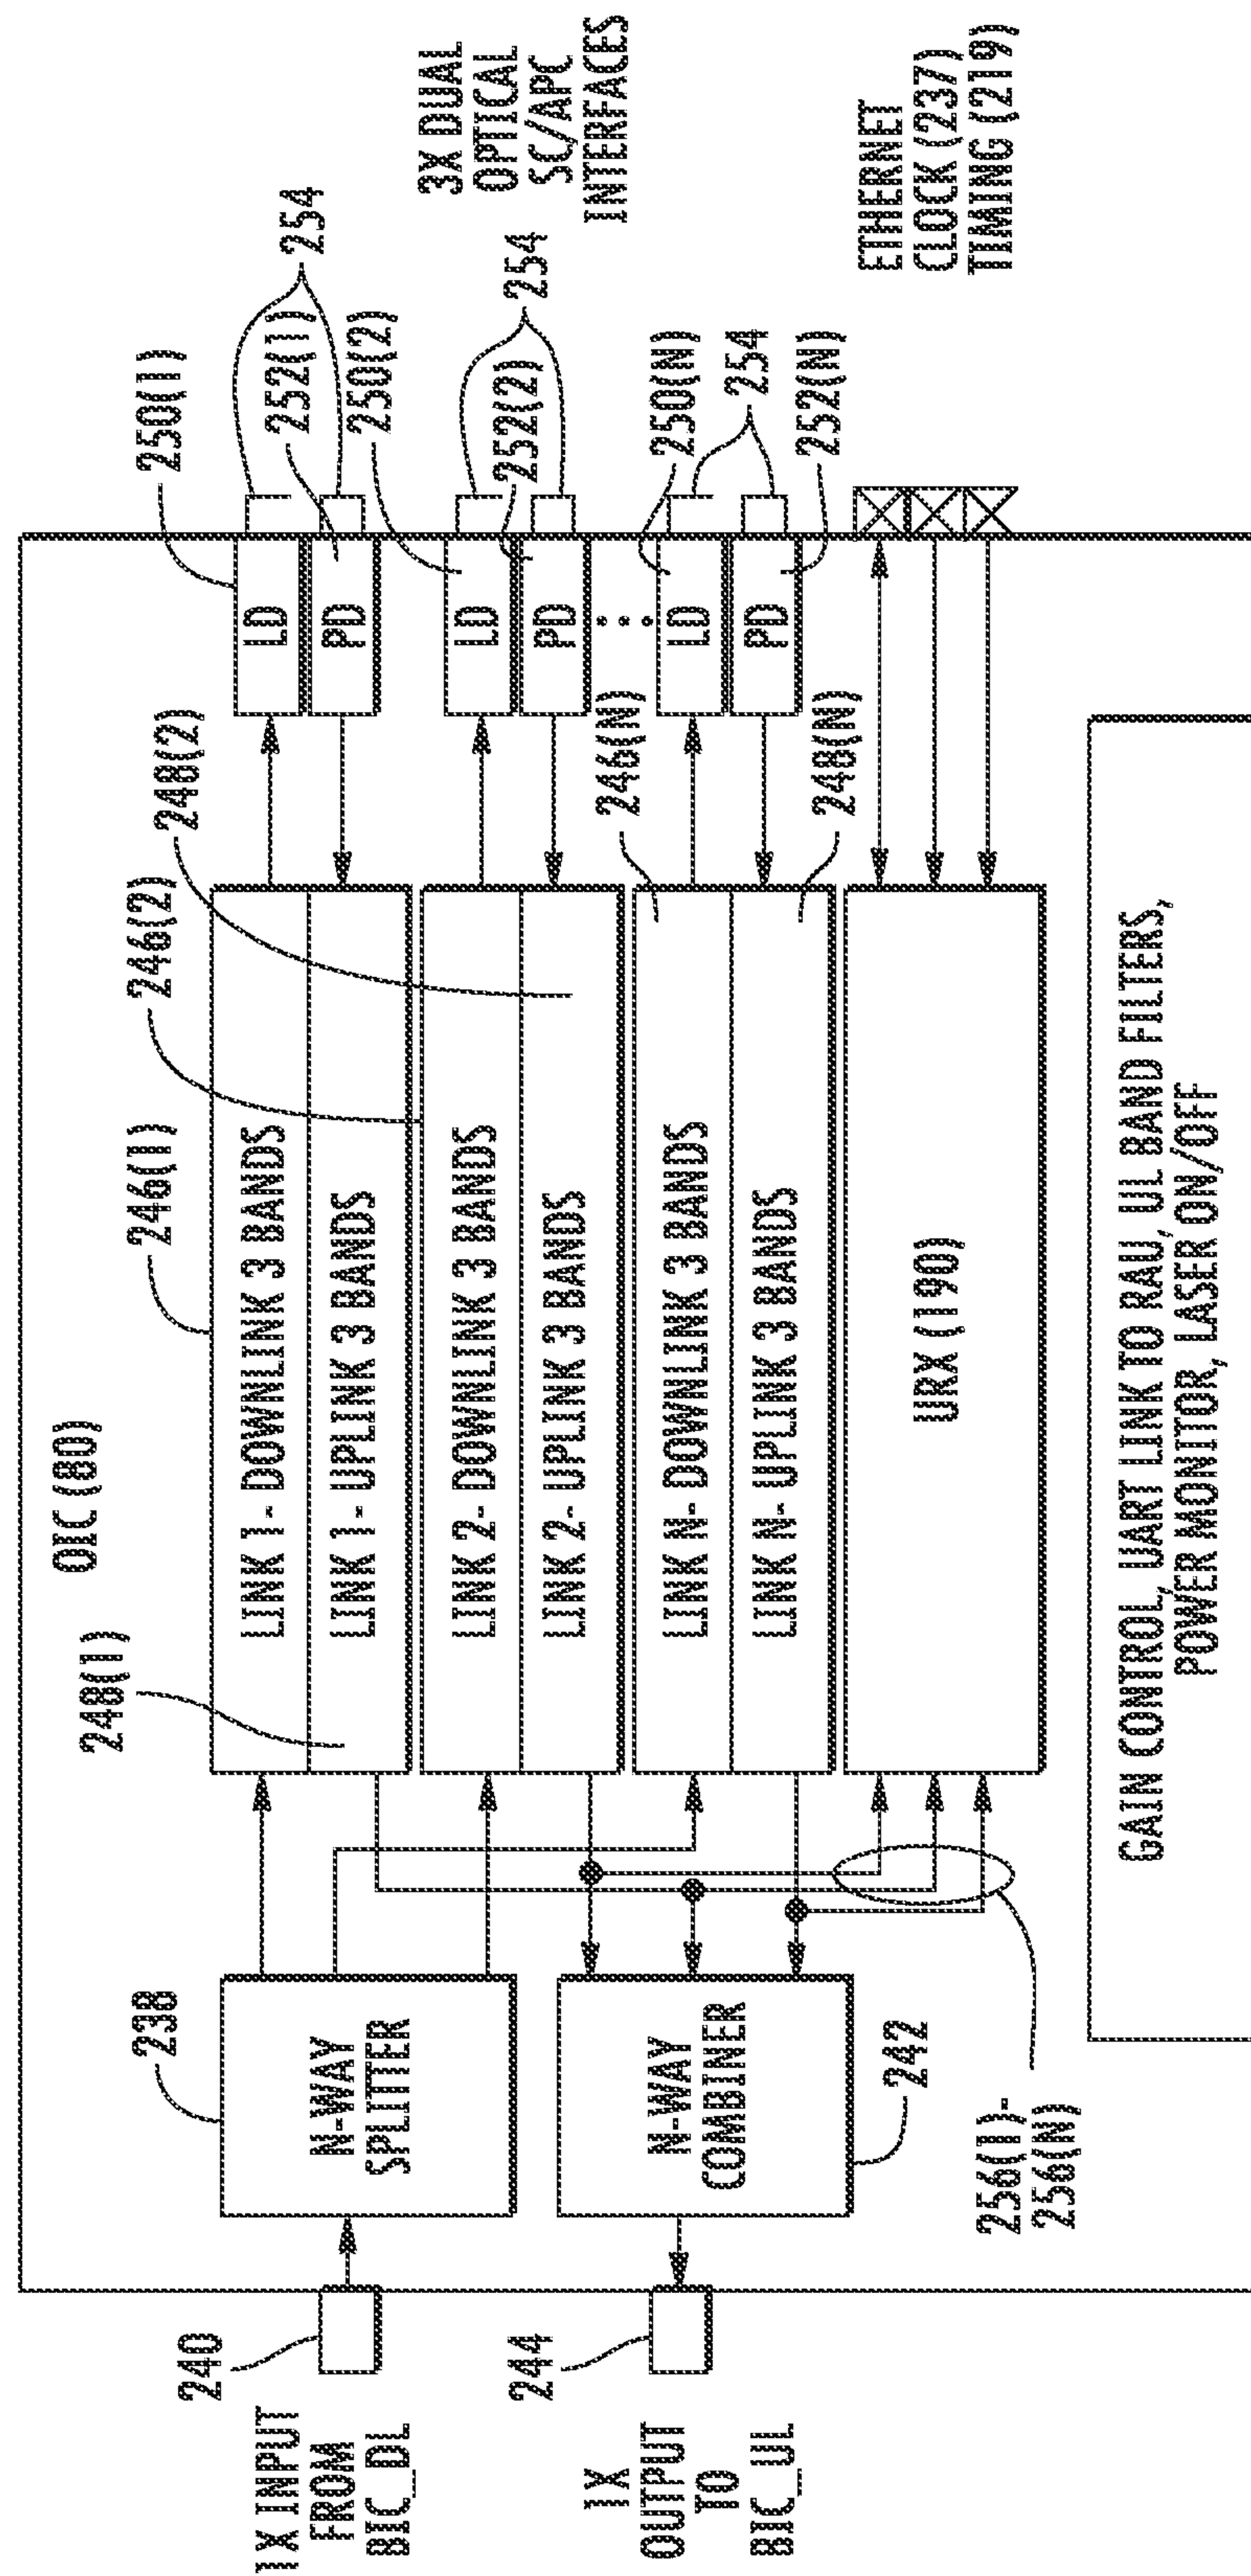 OIC (80)
248(1)
246(1)
246(2)
248(2)
250(1)
254
252(1)
250(2)
254
252(2)
250(N)
254
252(N)
246(N)
248(N)
3X DUAL
OPTICAL
SC/APC
INTERFACES
ETHERNET
CLOCK (237)
TIMING (219)
LD
PD
LD
PD
LD
PD
LINK 1- DOWNLINK 3 BANDS
LINK 1- UPLINK 3 BANDS
LINK 2- DOWNLINK 3 BANDS
LINK 2- UPLINK 3 BANDS
LINK N- DOWNLINK 3 BANDS
LINK N- UPLINK 3 BANDS
URX (190)
238
N-WAY
SPLITTER
N-WAY
COMBINER
242
240
1X INPUT
FROM
BIC_DL
244
1X
OUTPUT
TO
BIC_UL
256(1)-
256(N)
GAIN CONTROL, UART LINK TO RAU, UL BAND FILTERS,
POWER MONITOR, LASER ON/OFF